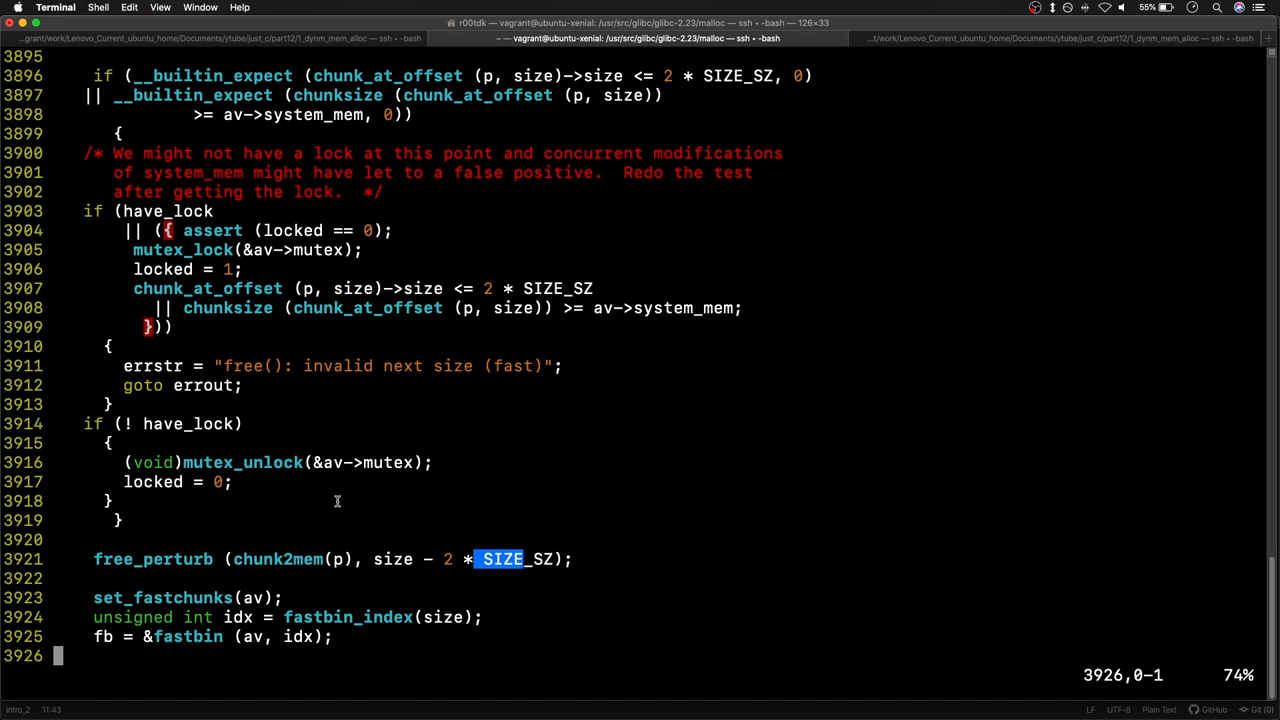 Terminal Shell Edit View Window Help 55%
r00tdk — vagrant@ubuntu-xenial: /usr/src/glibc/glibc-2.23/malloc — ssh ‹ -bash — 126×33
...grant/work/Lenovo_Current_ubuntu_home/Documents/ytube/just_c/part12/1_dynm_mem_alloc — ssh ‹ -bash
~ — vagrant@ubuntu-xenial: /usr/src/glibc/glibc-2.23/malloc — ssh ‹ -bash
...t/work/Lenovo_Current_ubuntu_home/Documents/ytube/just_c/part12/1_dynm_mem_alloc — ssh ‹ -bash
3895
3896 if (__builtin_expect (chunk_at_offset (p, size)->size <= 2 * SIZE_SZ, 0)
3897 || __builtin_expect (chunksize (chunk_at_offset (p, size))
3898 >= av->system_mem, 0))
3899 {
3900 /* We might not have a lock at this point and concurrent modifications
3901 of system_mem might have let to a false positive. Redo the test
3902 after getting the lock. */
3903 if (have_lock
3904 || ({ assert (locked == 0);
3905 mutex_lock(&av->mutex);
3906 locked = 1;
3907 chunk_at_offset (p, size)->size <= 2 * SIZE_SZ
3908 || chunksize (chunk_at_offset (p, size)) >= av->system_mem;
3909 }))
3910 {
3911 errstr = "free(): invalid next size (fast)";
3912 goto errout;
3913 }
3914 if (! have_lock)
3915 {
3916 (void)mutex_unlock(&av->mutex);
3917 locked = 0;
3918 }
3919 }
3920
3921 free_perturb (chunk2mem(p), size - 2 * SIZE_SZ);
3922
3923 set_fastchunks(av);
3924 unsigned int idx = fastbin_index(size);
3925 fb = &fastbin (av, idx);
3926
3926,0-1 74%
intro_2 11:43 LF UTF-8 Plain Text GitHub Git (0)